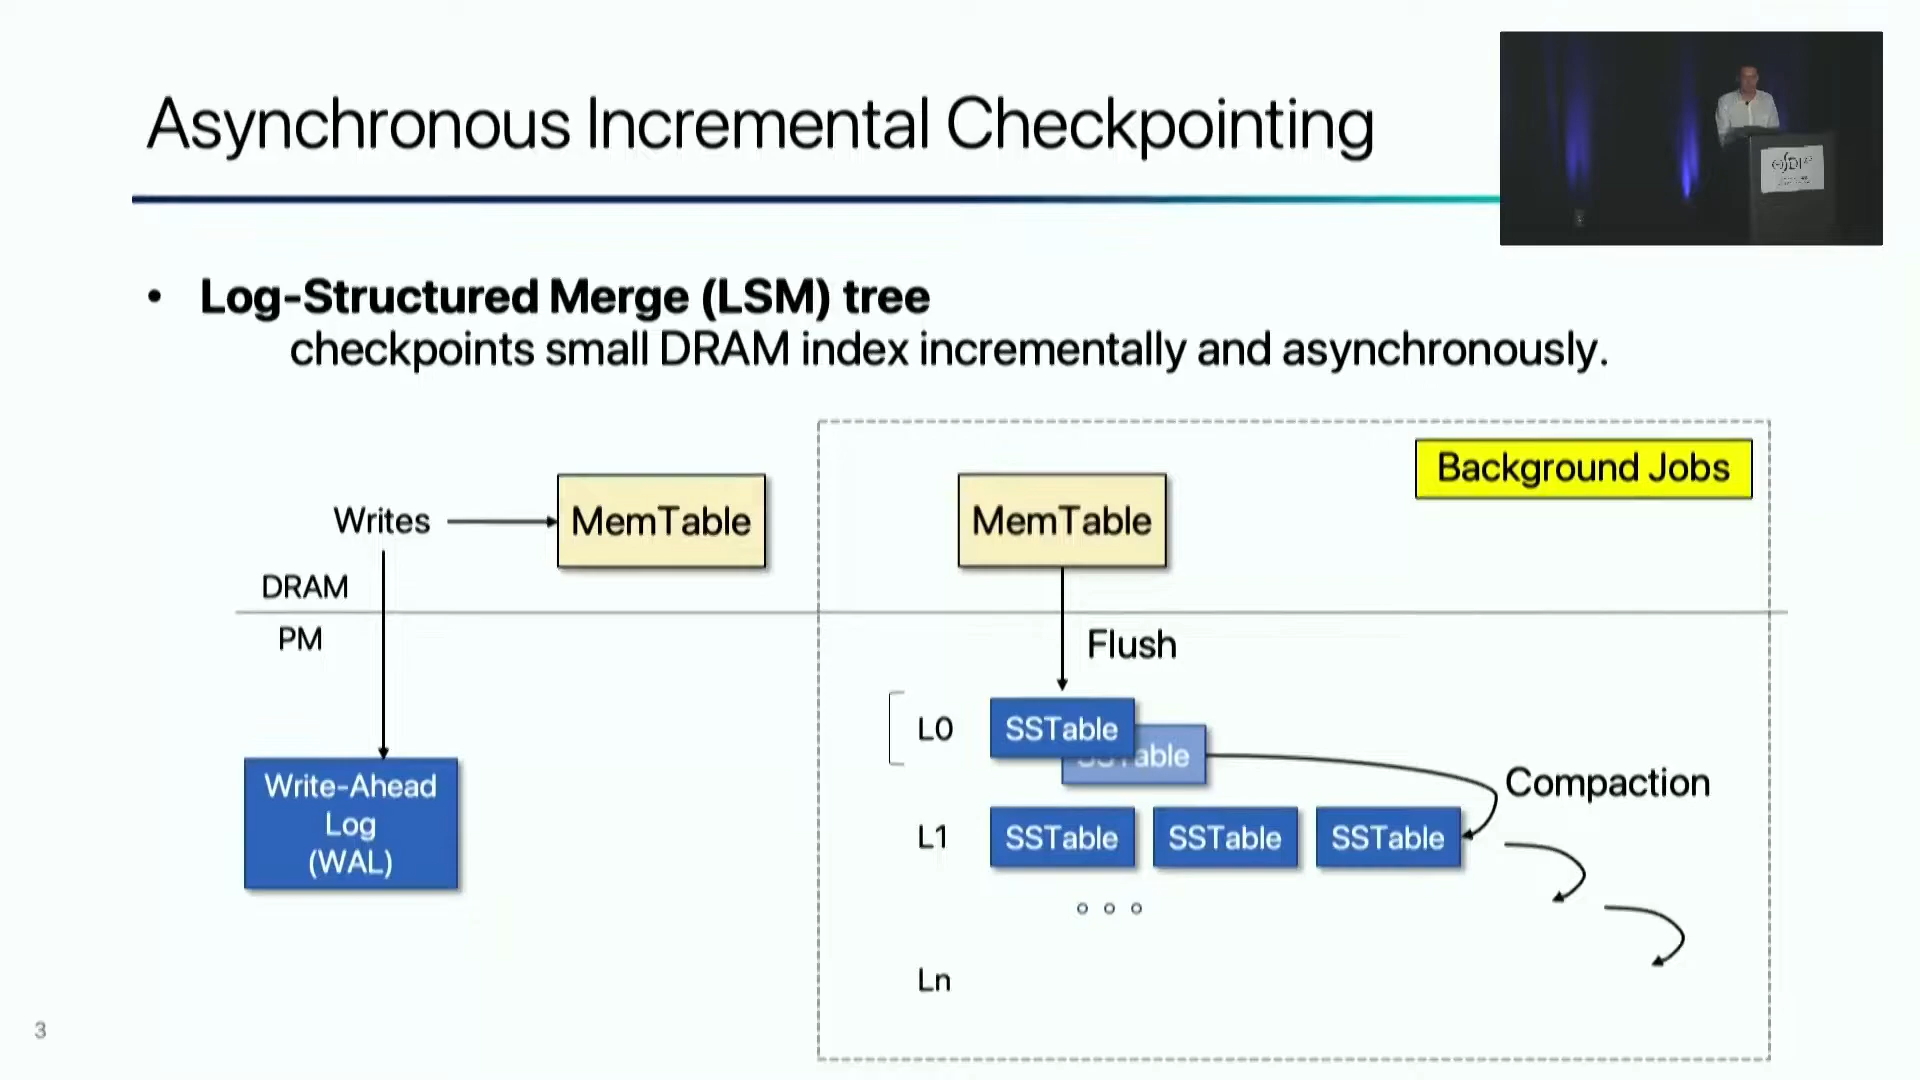 Asynchronous Incremental Checkpointing
• Log-Structured Merge (LSM) tree
checkpoints small DRAM index incrementally and asynchronously.
Background Jobs
Writes
MemTable
MemTable
DRAM
PM
Flush
L0
SSTable
Compaction
Write-Ahead
Log
(WAL)
L1
SSTable
SSTable
SSTable
Ln
3